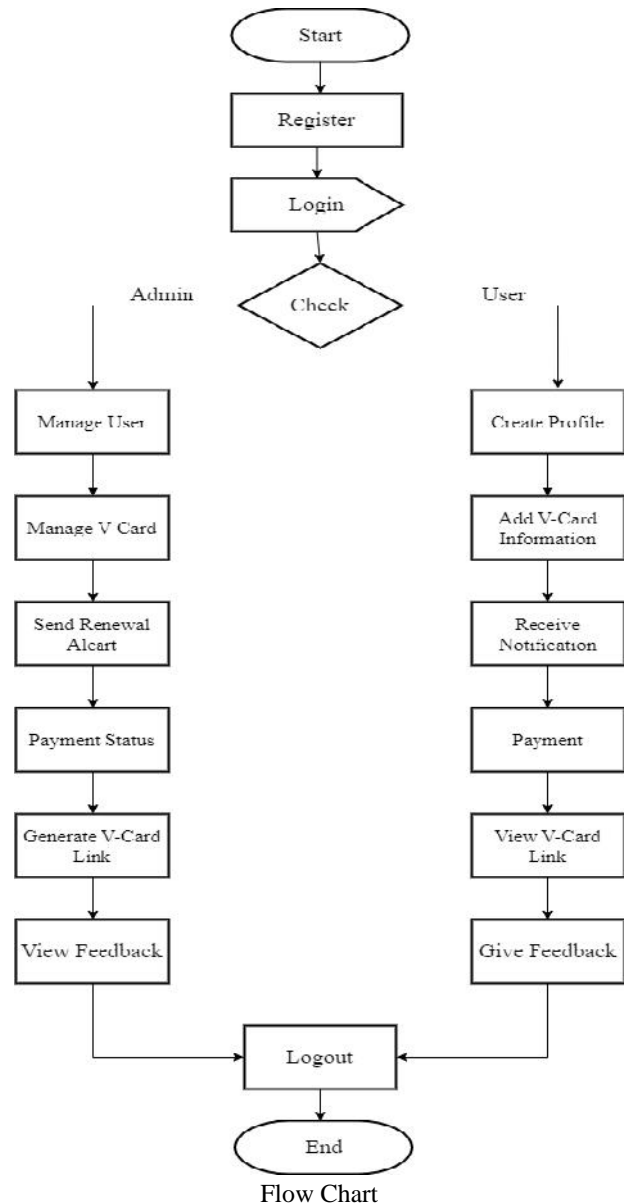 Start
Register
Login
Admin
Check
User
Manage User
Manage V Card
Send Renewal
Alcart
Payment Status
Generate V-Card
Link
View Feedback
Create Profile
Add V-Card
Information
Receive
Notification
Payment
View V-Card
Link
Give Feedback
Logout
End
Flow Chart